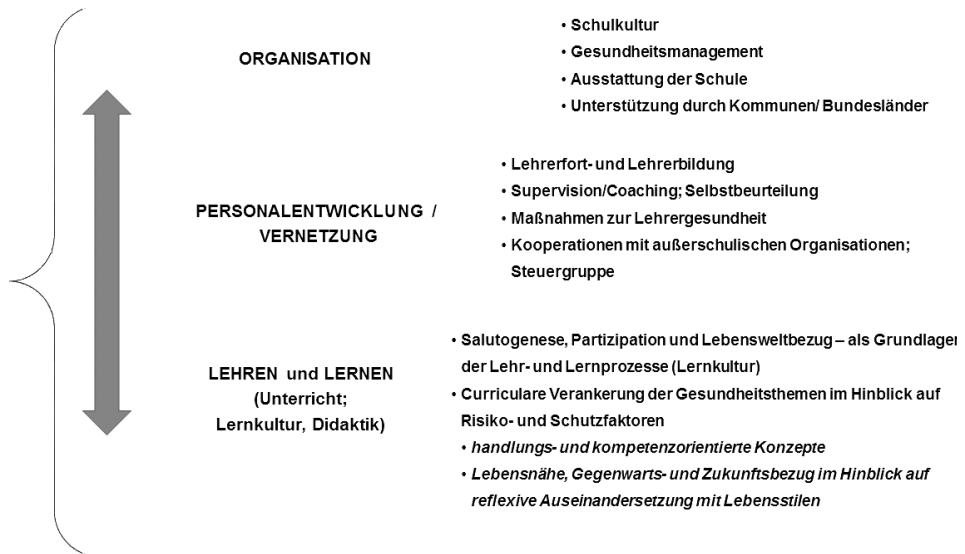 ORGANISATION
• Schulkultur
• Gesundheitsmanagement
• Ausstattung der Schule
• Unterstützung durch Kommunen/ Bundesländer
PERSONALENTWICKLUNG /
VERNETZUNG
• Lehrerfort- und Lehrerbildung
• Supervision/Coaching; Selbstbeurteilung
• Maßnahmen zur Lehrergesundheit
• Kooperationen mit außerschulischen Organisationen;
Steuergruppe
LEHREN und LERNEN
(Unterricht;
Lernkultur, Didaktik)
• Salutogenese, Partizipation und Lebensweltbezug – als Grundlagen
der Lehr- und Lernprozesse (Lernkultur)
• Curriculare Verankerung der Gesundheitsthemen im Hinblick auf
Risiko- und Schutzfaktoren
• handlungs- und kompetenzorientierte Konzepte
• Lebensnähe, Gegenwarts- und Zukunftsbezug im Hinblick auf
reflexive Auseinandersetzung mit Lebensstilen